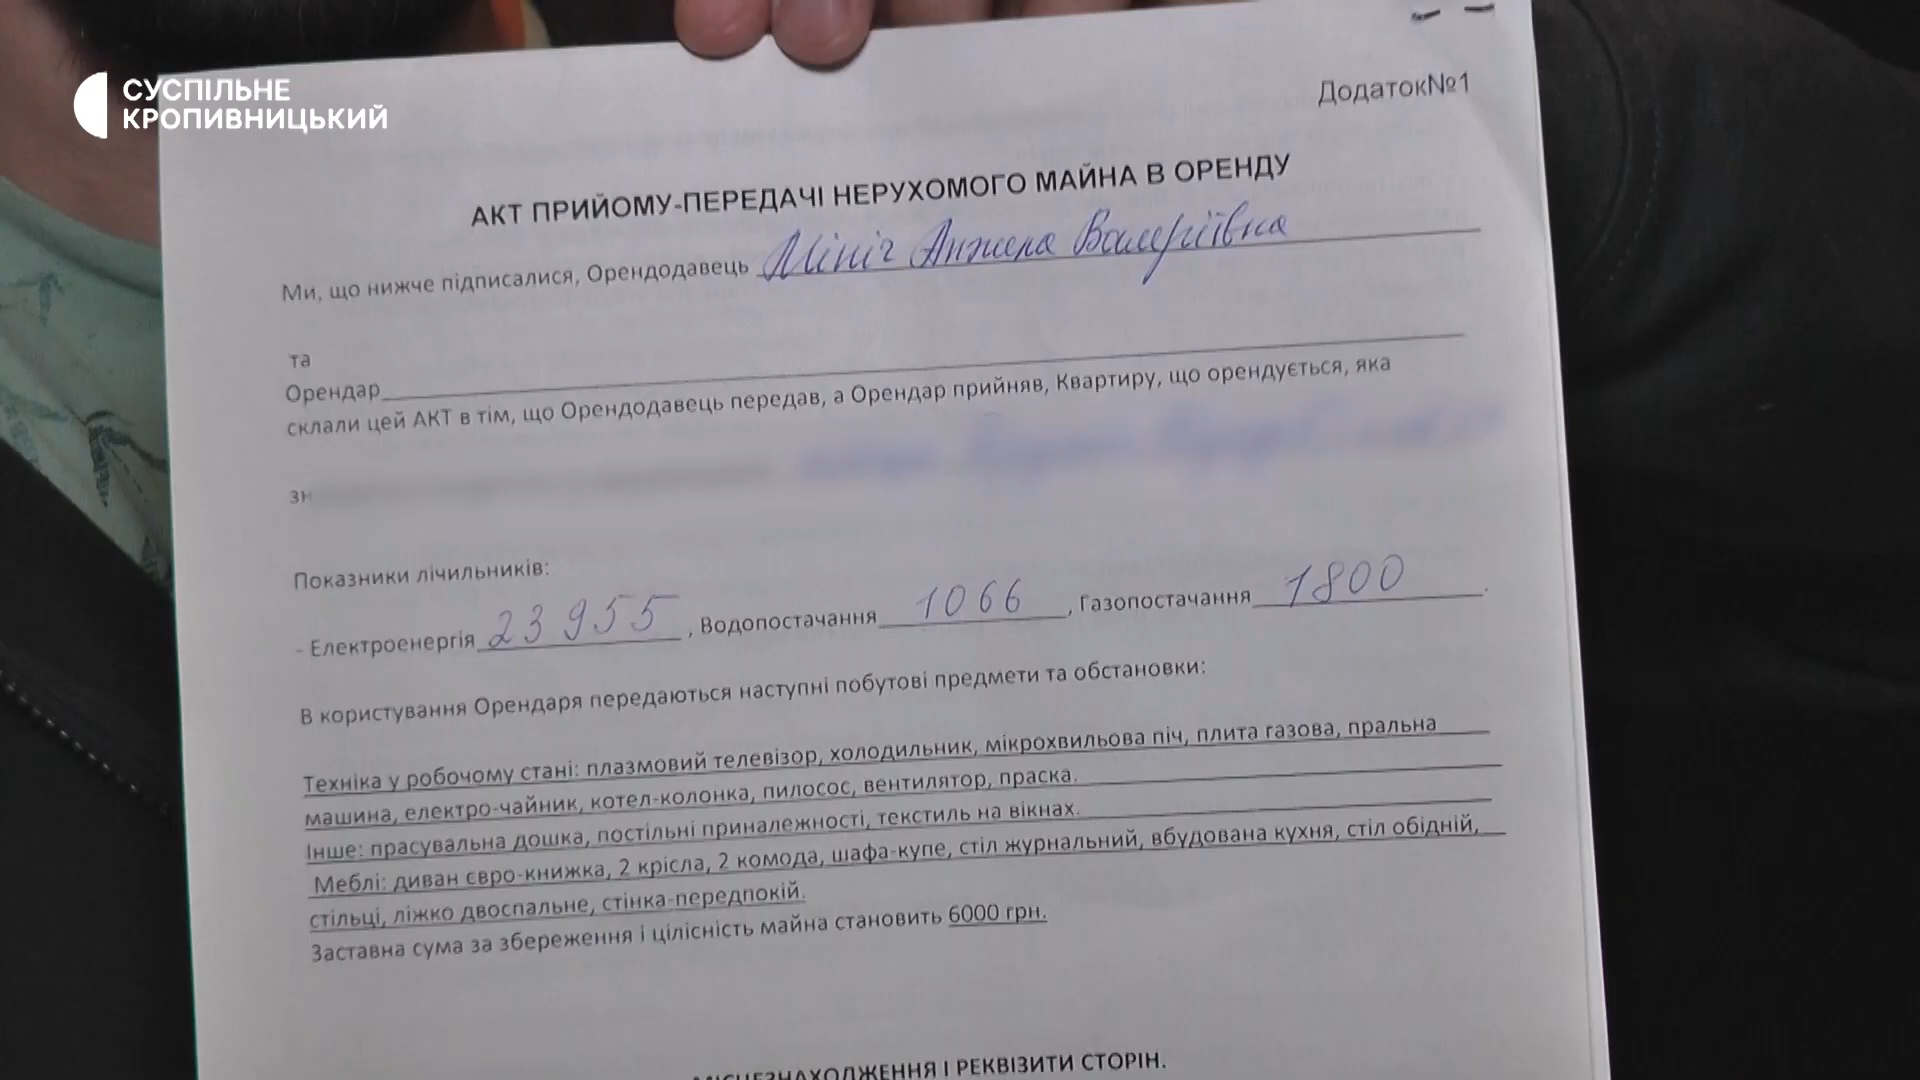 СУСПІЛЬНЕ
КРОПИВНИЦЬКИЙ
Додаток№1
АКТ ПРИЙОМУ-ПЕРЕДАЧІ НЕРУХОМОГО МАЙНА В ОРЕНДУ
Ми, що нижче підписалися, Орендодавець Мініч Анжела Валеріївна
та
Орендар
склали цей АКТ в тім, що Орендодавець передав, а Орендар прийняв, Квартиру, що орендується, яка
зн
Показники лічильників:
- Електроенергія 23955, Водопостачання 1066, Газопостачання 1800.
В користування Орендаря передаються наступні побутові предмети та обстановки:
Техніка у робочому стані: плазмовий телевізор, холодильник, мікрохвильова піч, плита газова, пральна
машина, електро-чайник, котел-колонка, пилосос, вентилятор, праска.
Інше: прасувальна дошка, постільні приналежності, текстиль на вікнах.
Меблі: диван євро-книжка, 2 крісла, 2 комода, шафа-купе, стіл журнальний, вбудована кухня, стіл обідній,
стільці, ліжко двоспальне, стінка-передпокій.
Заставна сума за збереження і цілісність майна становить 6000 грн.
МІСЦЕЗНАХОДЖЕННЯ І РЕКВІЗИТИ СТОРІН.